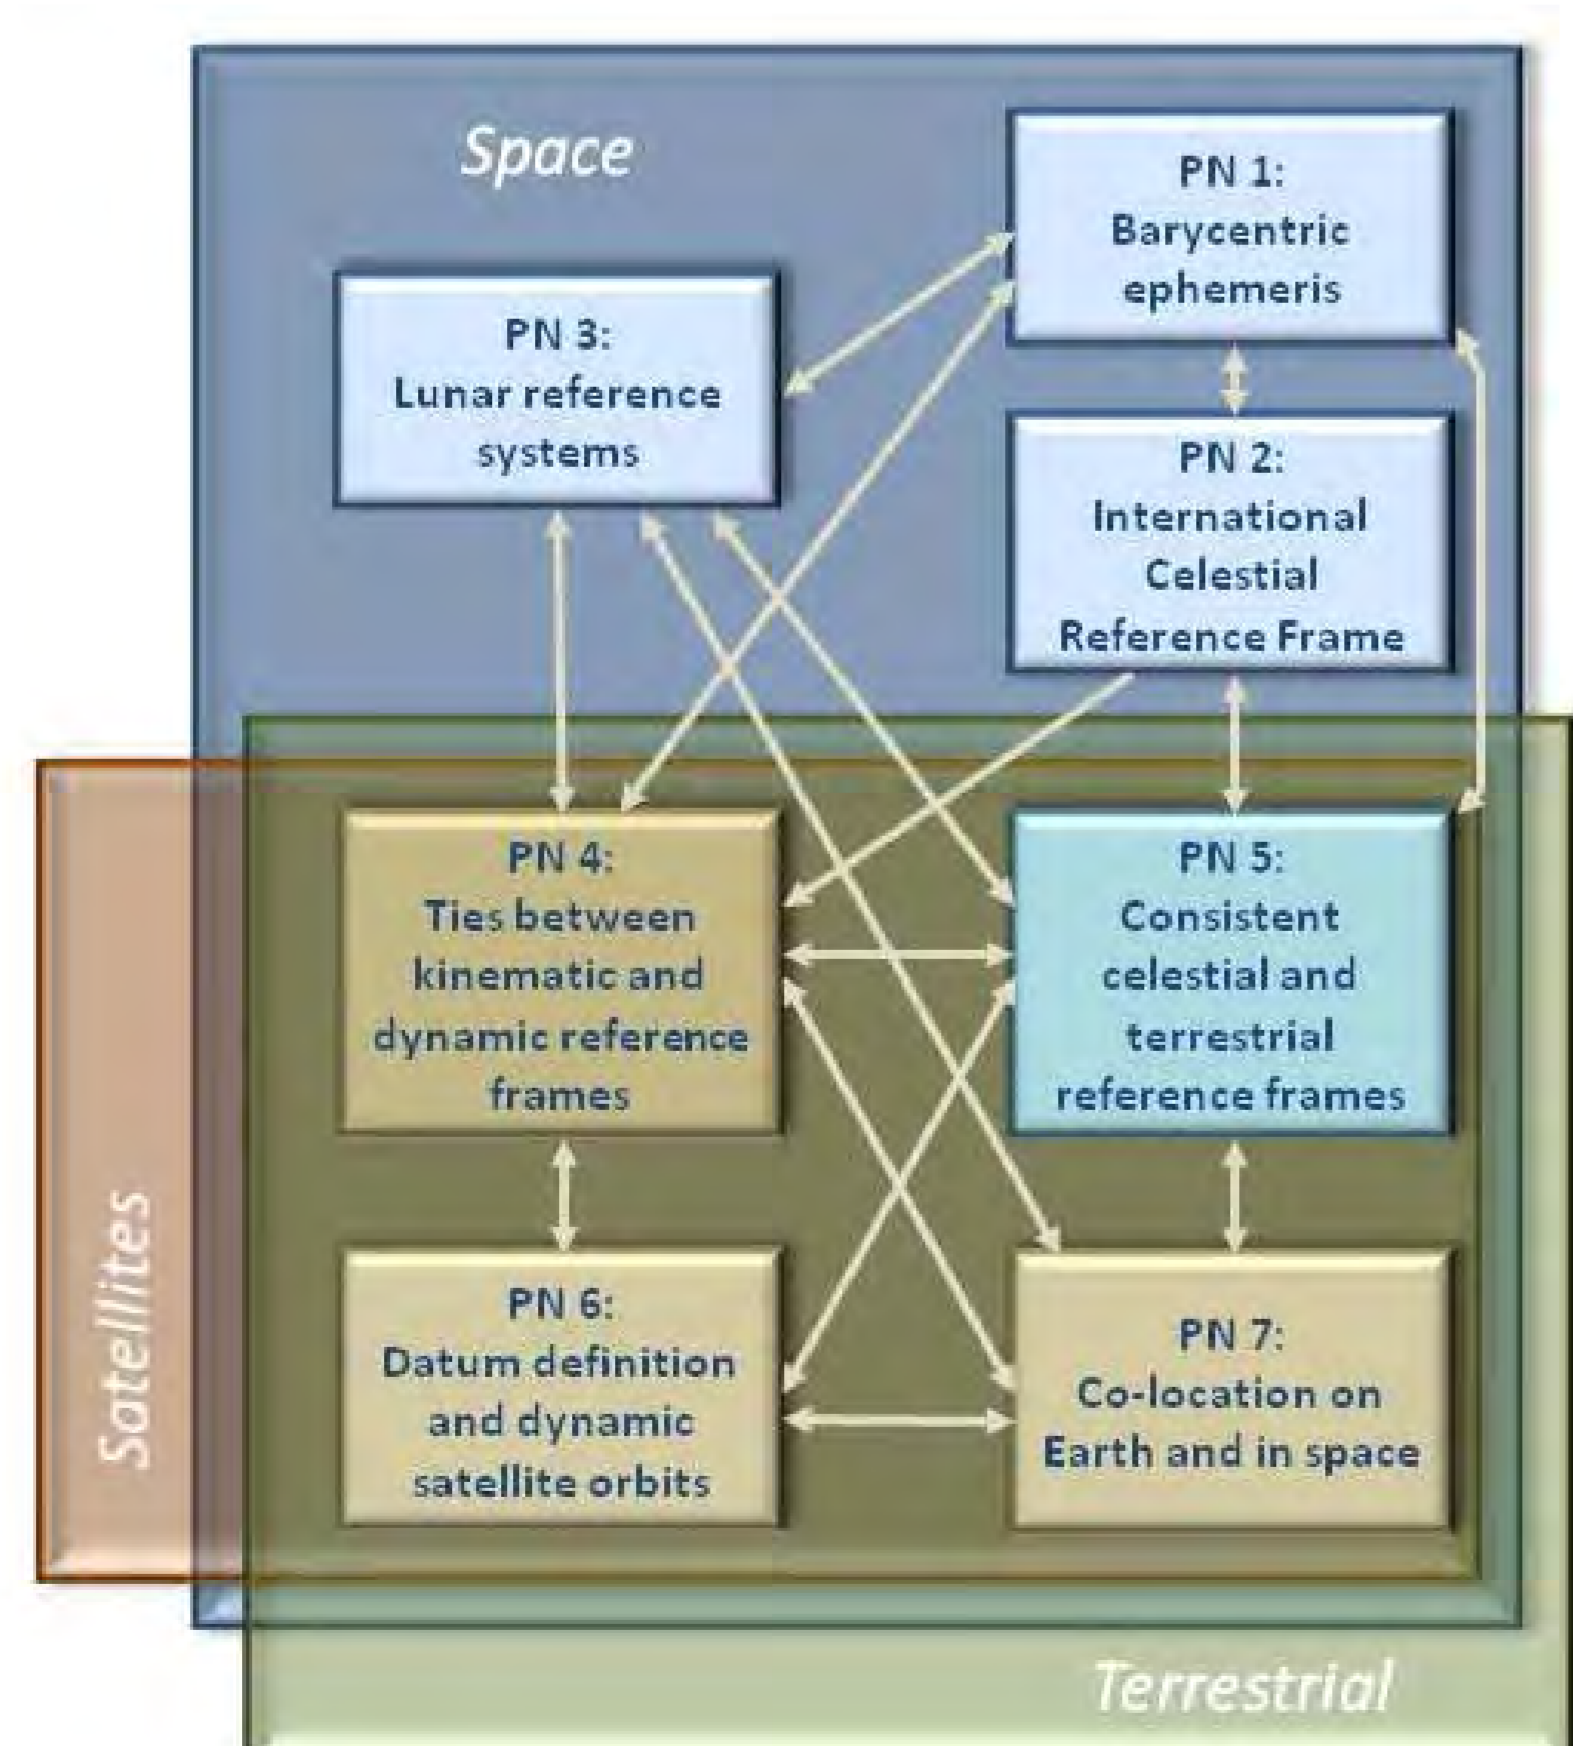 Space
PN 1:
Barycentric
ephemeris
PN 3:
Lunar reference
systems
PN 2:
International
Celestial
Reference Frame
PN 4:
Ties between
kinematic and
dynamic reference
frames
PN 5:
Consistent
celestial and
terrestrial
reference frames
PN 6:
Datum definition
and dynamic
satellite orbits
PN 7:
Co-location on
Earth and in space
Satellites
Terrestrial